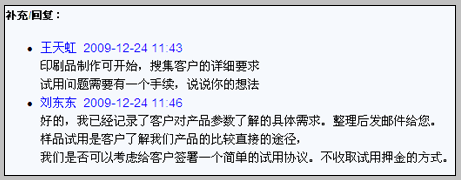 补充/回复：
王天虹 2009-12-24 11:43
印刷品制作可开始，搜集客户的详细要求
试用问题需要有一个手续，说说你的想法
刘东东 2009-12-24 11:46
好的，我已经记录了客户对产品参数了解的具体需求。整理后发邮件给您。
样品试用是客户了解我们产品的比较直接的途径，
我们是否可以考虑给客户签署一个简单的试用协议。不收取试用押金的方式。